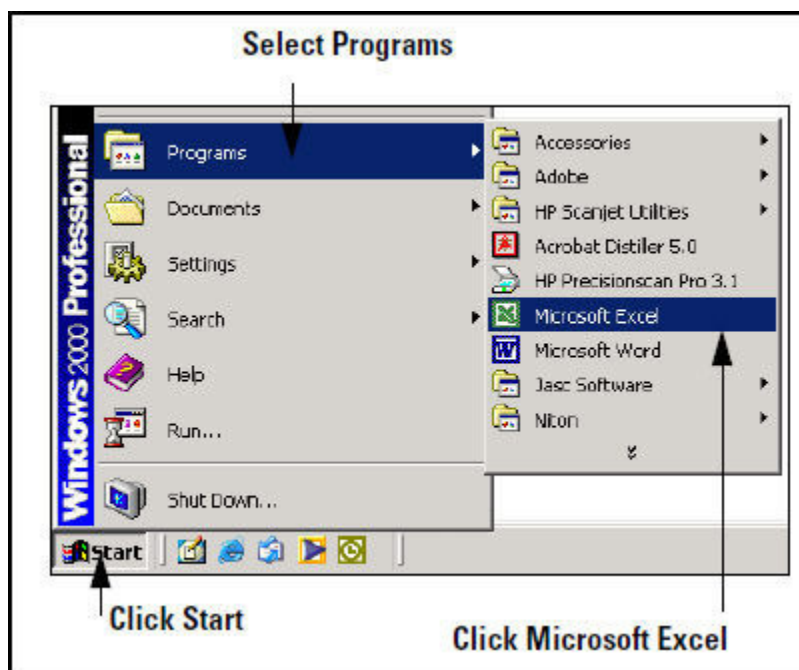 Select Programs
Windows 2000 Professional
Programs
Documents
Settings
Search
Help
Run...
Shut Down...
Accessories
Adobe
HP Scanjet Utilities
Acrobat Distiller 5.0
HP Precisionscan Pro 3.1
Microsoft Excel
Microsoft Word
Jasc Software
Niton
Start
Click Start
Click Microsoft Excel